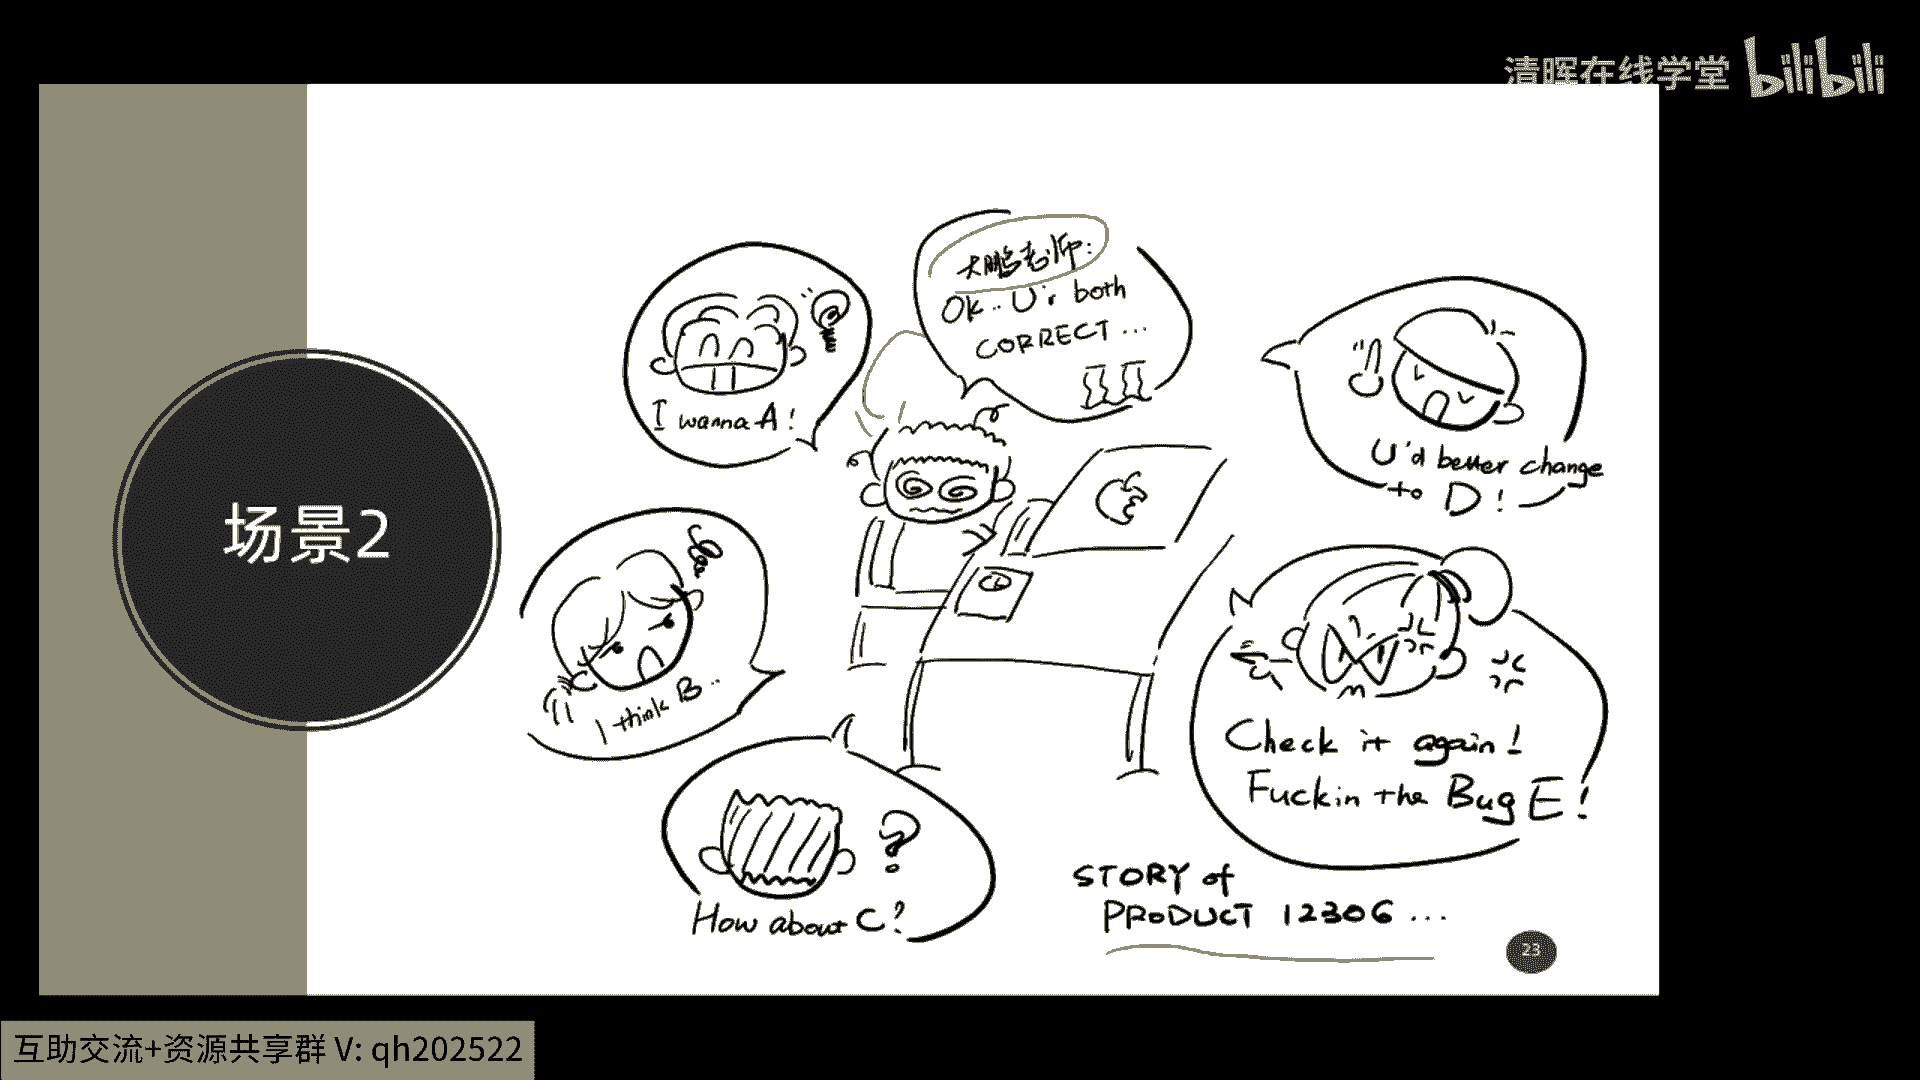 清晖在线学堂 bilibili
场景2
I wanna A!
大鹏老师:
Ok.. U'r both
CORRECT ...
U'd better change
to D!
I think B..
How about C?
Check it again!
Fuckin the Bug E!
STORY of
PRODUCT 12306 ...
23
互助交流+资源共享群 V: qh202522